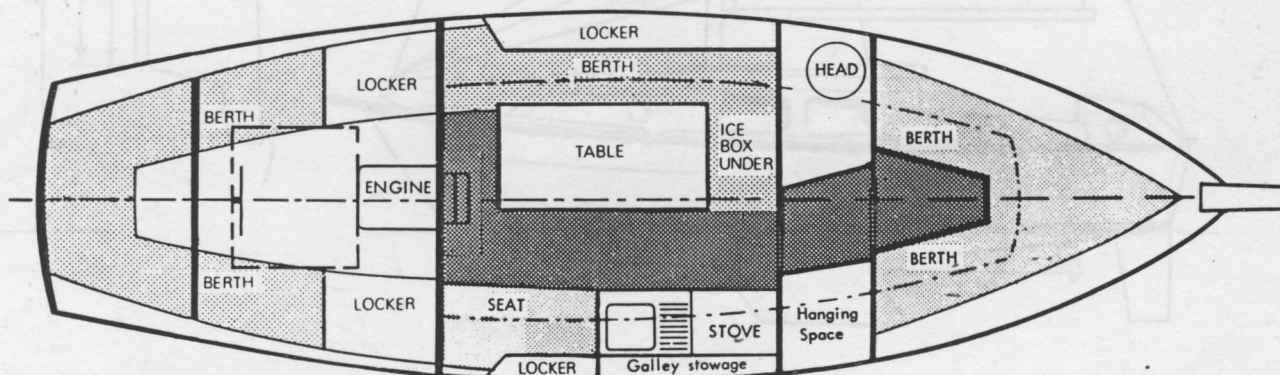 LOCKER
BERTH
HEAD
LOCKER
BERTH
BERTH
ICE
BOX
UNDER
TABLE
ENGINE
BERTH
BERTH
LOCKER
SEAT
STOVE
Hanging
Space
LOCKER
Galley stowage